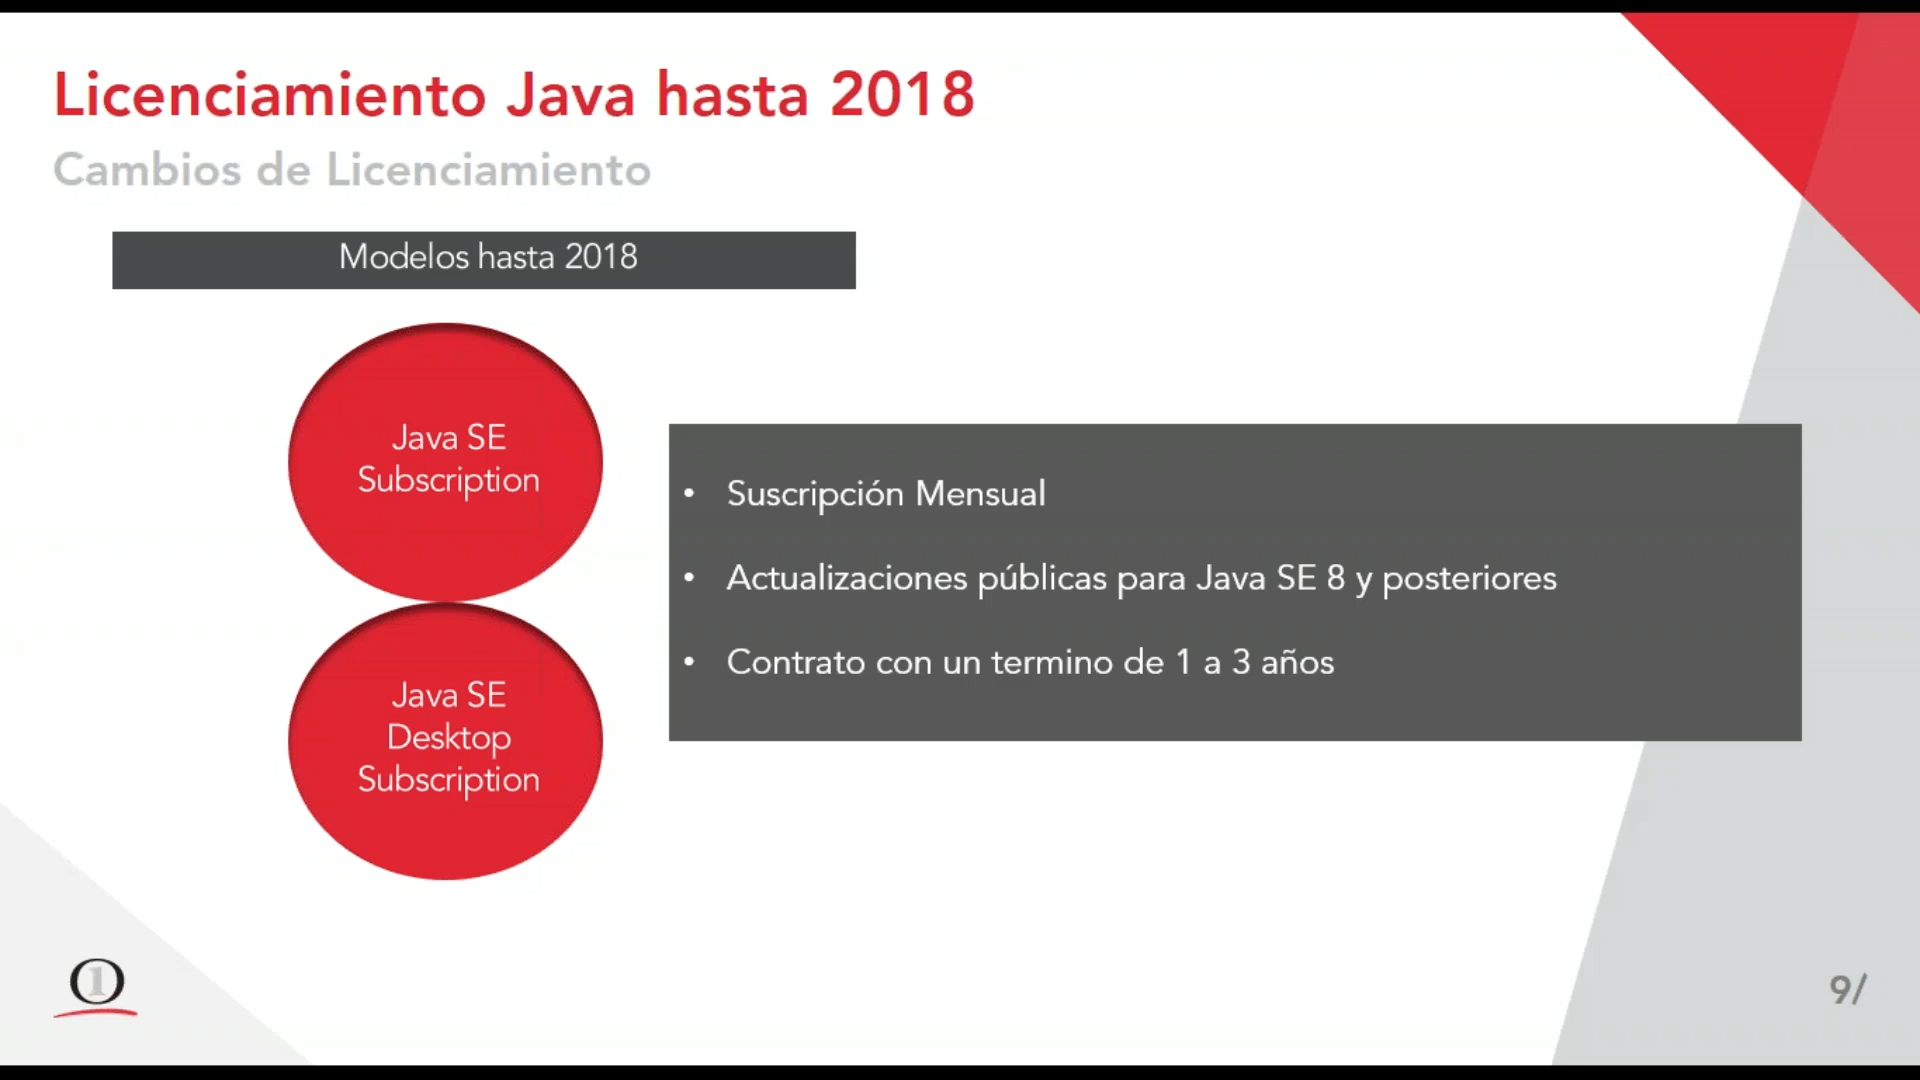 Licenciamiento Java hasta 2018
Cambios de Licenciamiento
Modelos hasta 2018
Java SE
Subscription
Java SE
Desktop
Subscription
• Suscripción Mensual
• Actualizaciones públicas para Java SE 8 y posteriores
• Contrato con un termino de 1 a 3 años
O1
9/